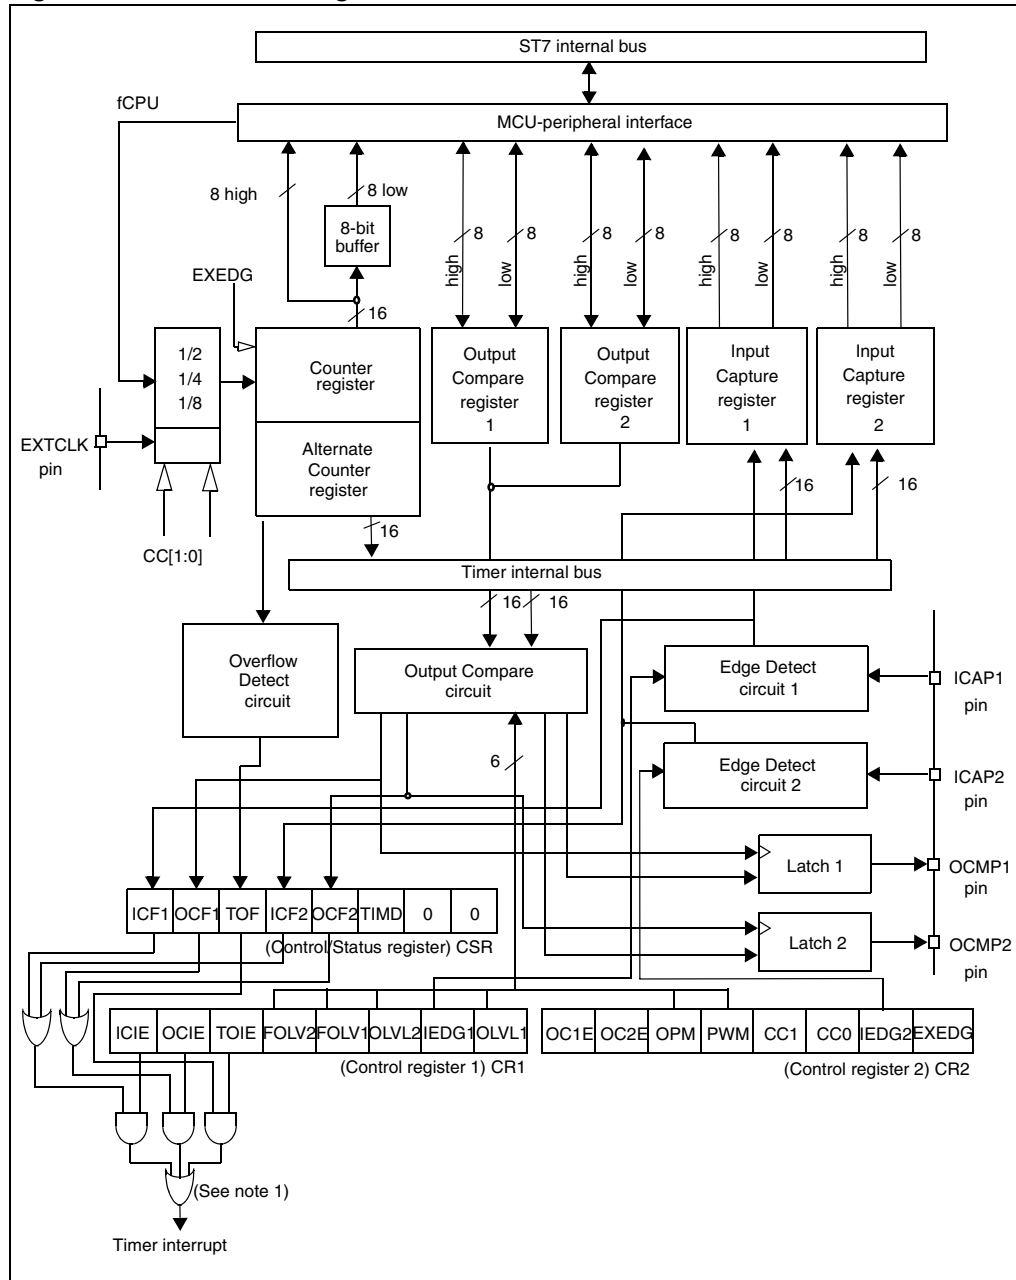 ST7 internal bus
fCPU
MCU-peripheral interface
8 high
8 low
8-bit
buffer
8
8
8
8
8
8
8
8
high
low
high
low
high
low
high
low
EXEDG
16
1/2
1/4
1/8
Counter
register
Output
Compare
register
1
Output
Compare
register
2
Input
Capture
register
1
Input
Capture
register
2
EXTCLK
pin
Alternate
Counter
register
16
16
16
CC[1:0]
Timer internal bus
16
16
Overflow
Detect
circuit
Output Compare
circuit
Edge Detect
circuit 1
ICAP1
pin
6
Edge Detect
circuit 2
ICAP2
pin
Latch 1
OCMP1
pin
Latch 2
OCMP2
pin
ICF1 OCF1 TOF ICF2 OCF2 TIMD 0 0
(Control/Status register) CSR
ICIE OCIE TOIE FOLV2 FOLV1 OLVL2 IEDG1 OLVL1
(Control register 1) CR1
OC1E OC2E OPM PWM CC1 CC0 IEDG2 EXEDG
(Control register 2) CR2
(See note 1)
Timer interrupt